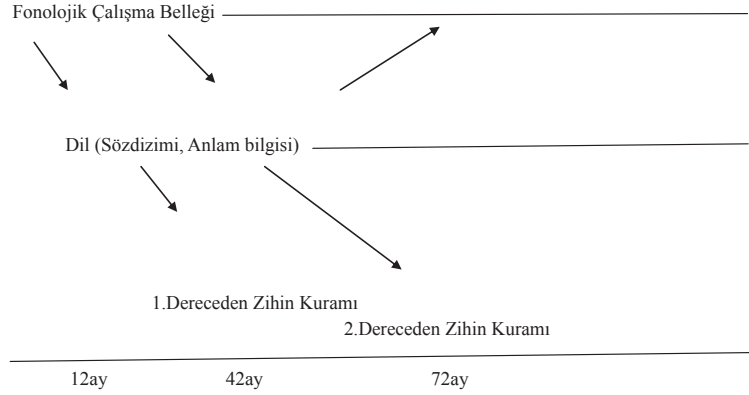 Fonolojik Çalışma Belleği
Dil (Sözdizimi, Anlam bilgisi)
1.Dereceden Zihin Kuramı
2.Dereceden Zihin Kuramı
12ay 42ay 72ay